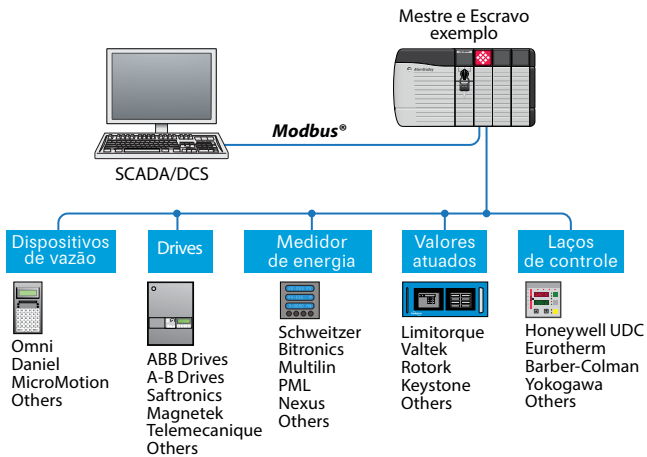 Mestre e Escravo
exemplo
Allen-Bradley
Modbus®
SCADA/DCS
Dispositivos
de vazão
Drives
Medidor
de energia
Valores
atuados
Laços
de controle
Omni
Daniel
MicroMotion
Others
ABB Drives
A-B Drives
Saftronics
Magnetek
Telemecanique
Others
Schweitzer
Bitronics
Multilin
PML
Nexus
Others
Limitorque
Valtek
Rotork
Keystone
Others
Honeywell UDC
Eurotherm
Barber-Colman
Yokogawa
Others